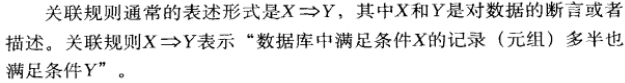 关联规则通常的表述形式是X⇒Y，其中X和Y是对数据的断言或者
描述。关联规则X⇒Y表示“数据库中满足条件X的记录（元组）多半也
满足条件Y”。